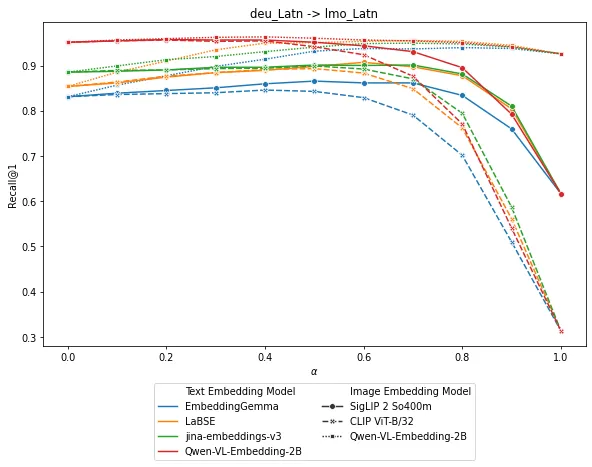 deu_Latn -> lmo_Latn
Recall@1
0.9
0.8
0.7
0.6
0.5
0.4
0.3
0.0 0.2 0.4 0.6 0.8 1.0
α
Text Embedding Model Image Embedding Model
EmbeddingGemma SigLIP 2 So400m
LaBSE CLIP ViT-B/32
jina-embeddings-v3 Qwen-VL-Embedding-2B
Qwen-VL-Embedding-2B